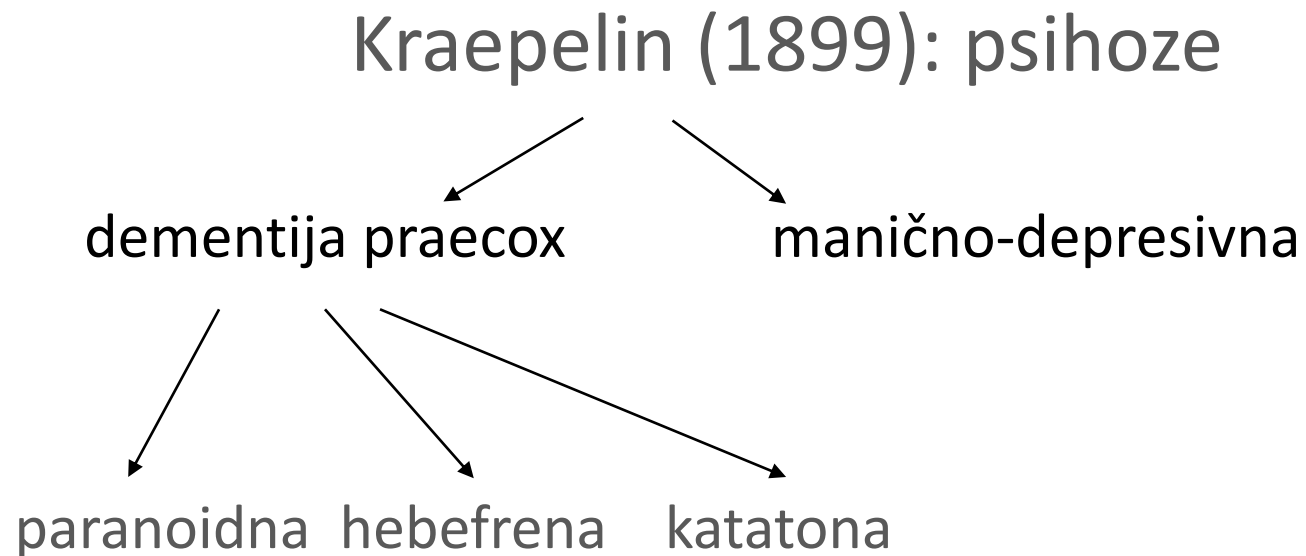 Kraepelin (1899): psihoze
dementija praecox manično-depresivna
paranoidna hebefrena katatona